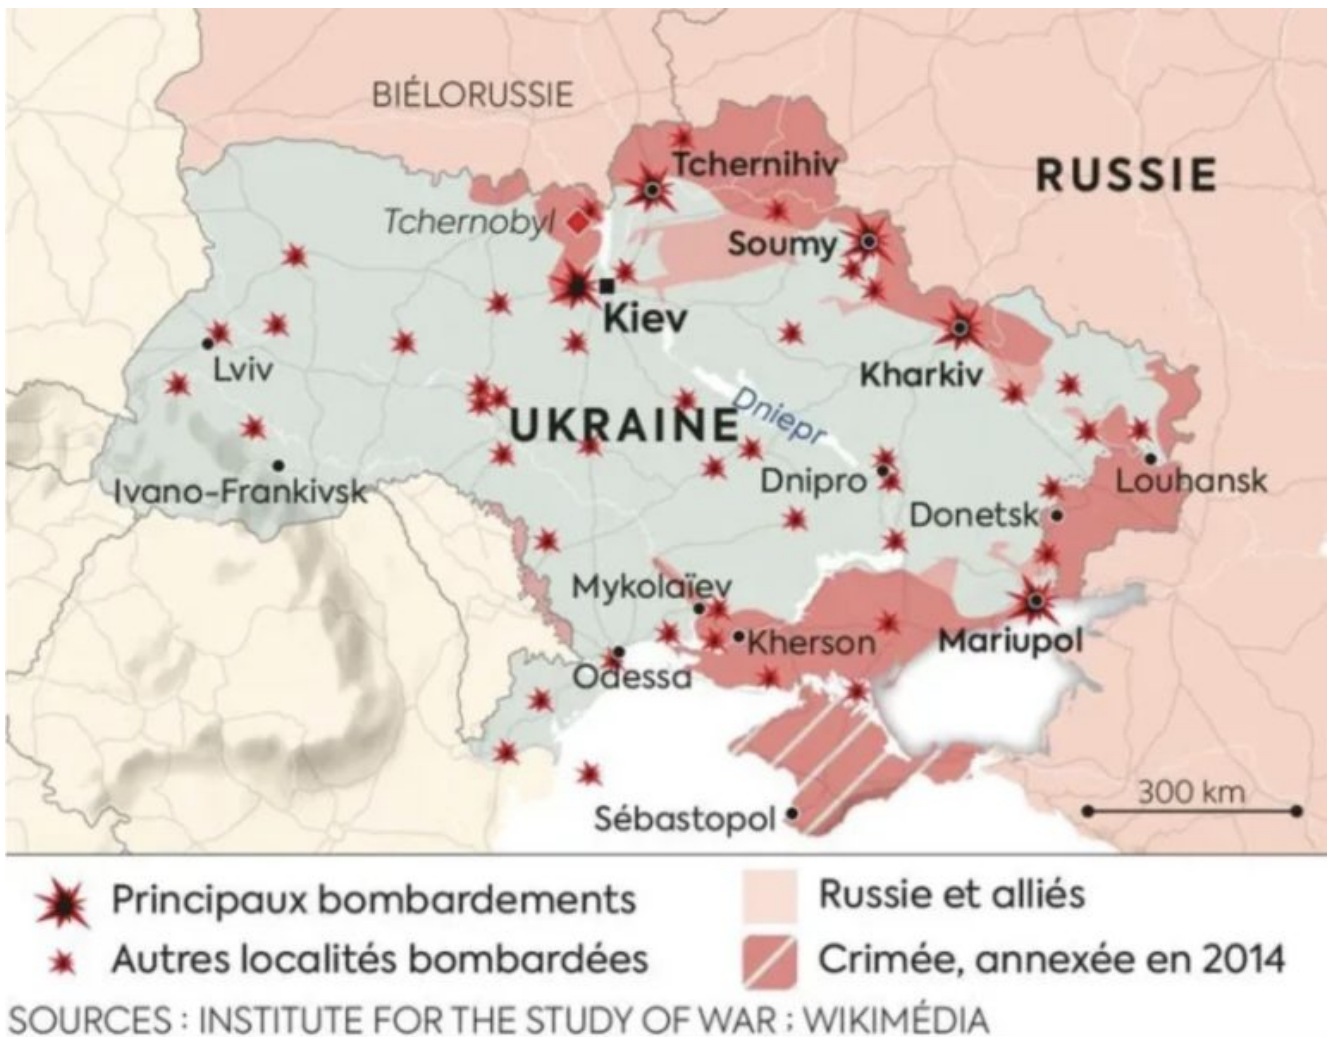 BIÉLORUSSIE
RUSSIE
Tchernihiv
Tchernobyl
Soumy
Kiev
Kharkiv
Lviv
UKRAINE
Dniepr
Ivano-Frankivsk
Dnipro
Louhansk
Donetsk
Mykolaïev
Kherson
Mariupol
Odessa
Sébastopol
300 km
Principaux bombardements
Autres localités bombardées
Russie et alliés
Crimée, annexée en 2014
SOURCES : INSTITUTE FOR THE STUDY OF WAR ; WIKIMÉDIA